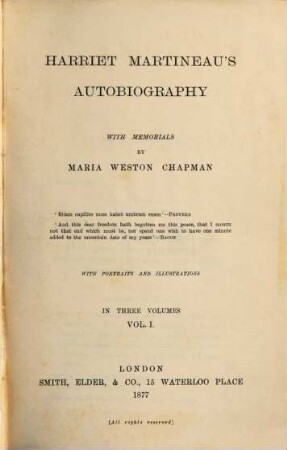 HARRIET MARTINEAU'S
AUTOBIOGRAPHY
WITH MEMORIALS
BY
MARIA WESTON CHAPMAN
'Etiam capillus unus habet umbram suam'—PROVERB
'And this dear freedom hath begotten me this peace, that I mourn
not that end which must be, nor spend one wish to have one minute
added to the uncertain date of my years'—BACON
WITH PORTRAITS AND ILLUSTRATIONS
IN THREE VOLUMES
VOL. I.
LONDON
SMITH, ELDER, & CO., 15 WATERLOO PLACE
1877
[All rights reserved]